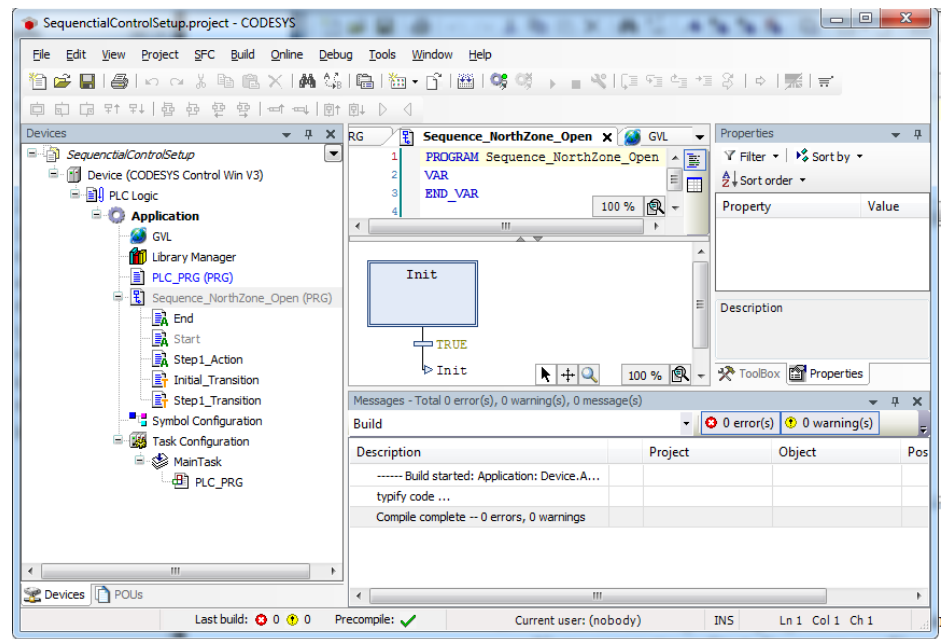 SequenctialControlSetup.project - CODESYS
File Edit View Project SFC Build Online Debug Tools Window Help
Devices
SequenctialControlSetup
Device (CODESYS Control Win V3)
PLC Logic
Application
GVL
Library Manager
PLC_PRG (PRG)
Sequence_NorthZone_Open (PRG)
End
Start
Step1_Action
Initial_Transition
Step1_Transition
Symbol Configuration
Task Configuration
MainTask
PLC_PRG
Devices POUs
RG Sequence_NorthZone_Open GVL
1 PROGRAM Sequence_NorthZone_Open
2 VAR
3 END_VAR
4
100 %
Init
TRUE
Init
100 %
Properties
Filter Sort by
Sort order
Property Value
Description
ToolBox Properties
Messages - Total 0 error(s), 0 warning(s), 0 message(s)
Build 0 error(s) 0 warning(s)
Description Project Object Pos
------ Build started: Application: Device.A...
typify code ...
Compile complete -- 0 errors, 0 warnings
Last build: 0 0 Precompile: Current user: (nobody) INS Ln 1 Col 1 Ch 1